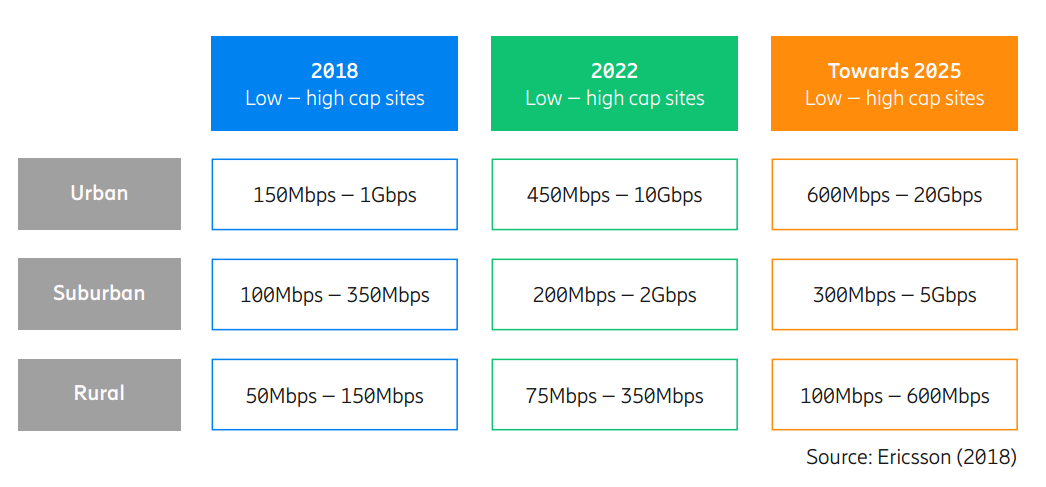 2018
Low – high cap sites
2022
Low – high cap sites
Towards 2025
Low – high cap sites
Urban
150Mbps – 1Gbps
450Mbps – 10Gbps
600Mbps – 20Gbps
Suburban
100Mbps – 350Mbps
200Mbps – 2Gbps
300Mbps – 5Gbps
Rural
50Mbps – 150Mbps
75Mbps – 350Mbps
100Mbps – 600Mbps
Source: Ericsson (2018)